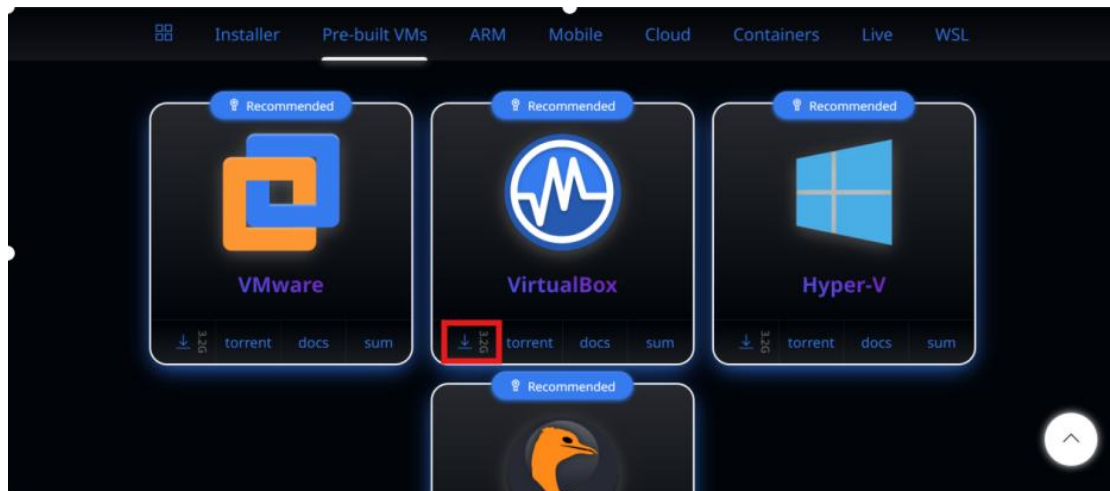 Installer Pre-built VMs ARM Mobile Cloud Containers Live WSL
Recommended Recommended Recommended
VMware VirtualBox Hyper-V
3.2G torrent docs sum 3.2G torrent docs sum 3.2G torrent docs sum
Recommended